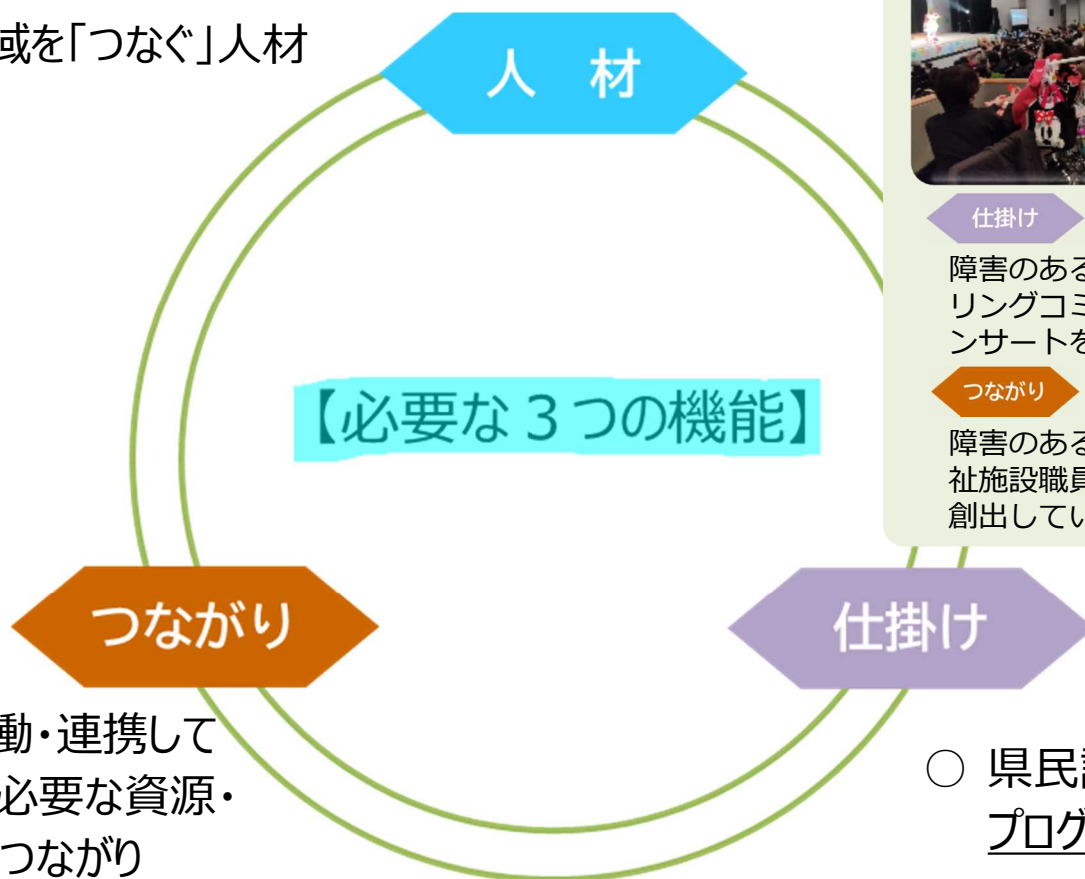 域を「つなぐ」人材
人 材
仕掛け
障害のある
リングコミ
ンサートを
つながり
障害のある
祉施設職員
創出してい
【必要な３つの機能】
つながり
仕掛け
動・連携して
必要な資源・
つながり
○ 県民
プログ